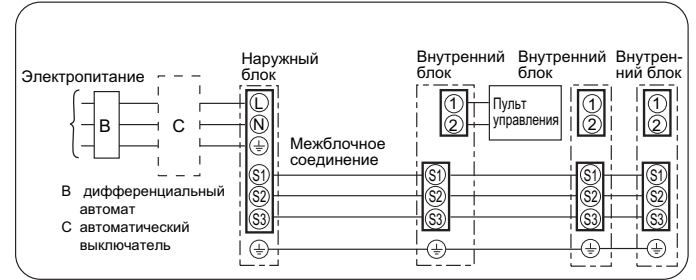 Электропитание
B
C
B дифференциальный
автомат
C автоматический
выключатель
Наружный
блок
L
N
S1
S2
S3
Межблочное
соединение
Внутренний
блок
1
2
Пульт
управления
S1
S2
S3
Внутренний
блок
1
2
S1
S2
S3
Внутрен-
ний блок
1
2
S1
S2
S3